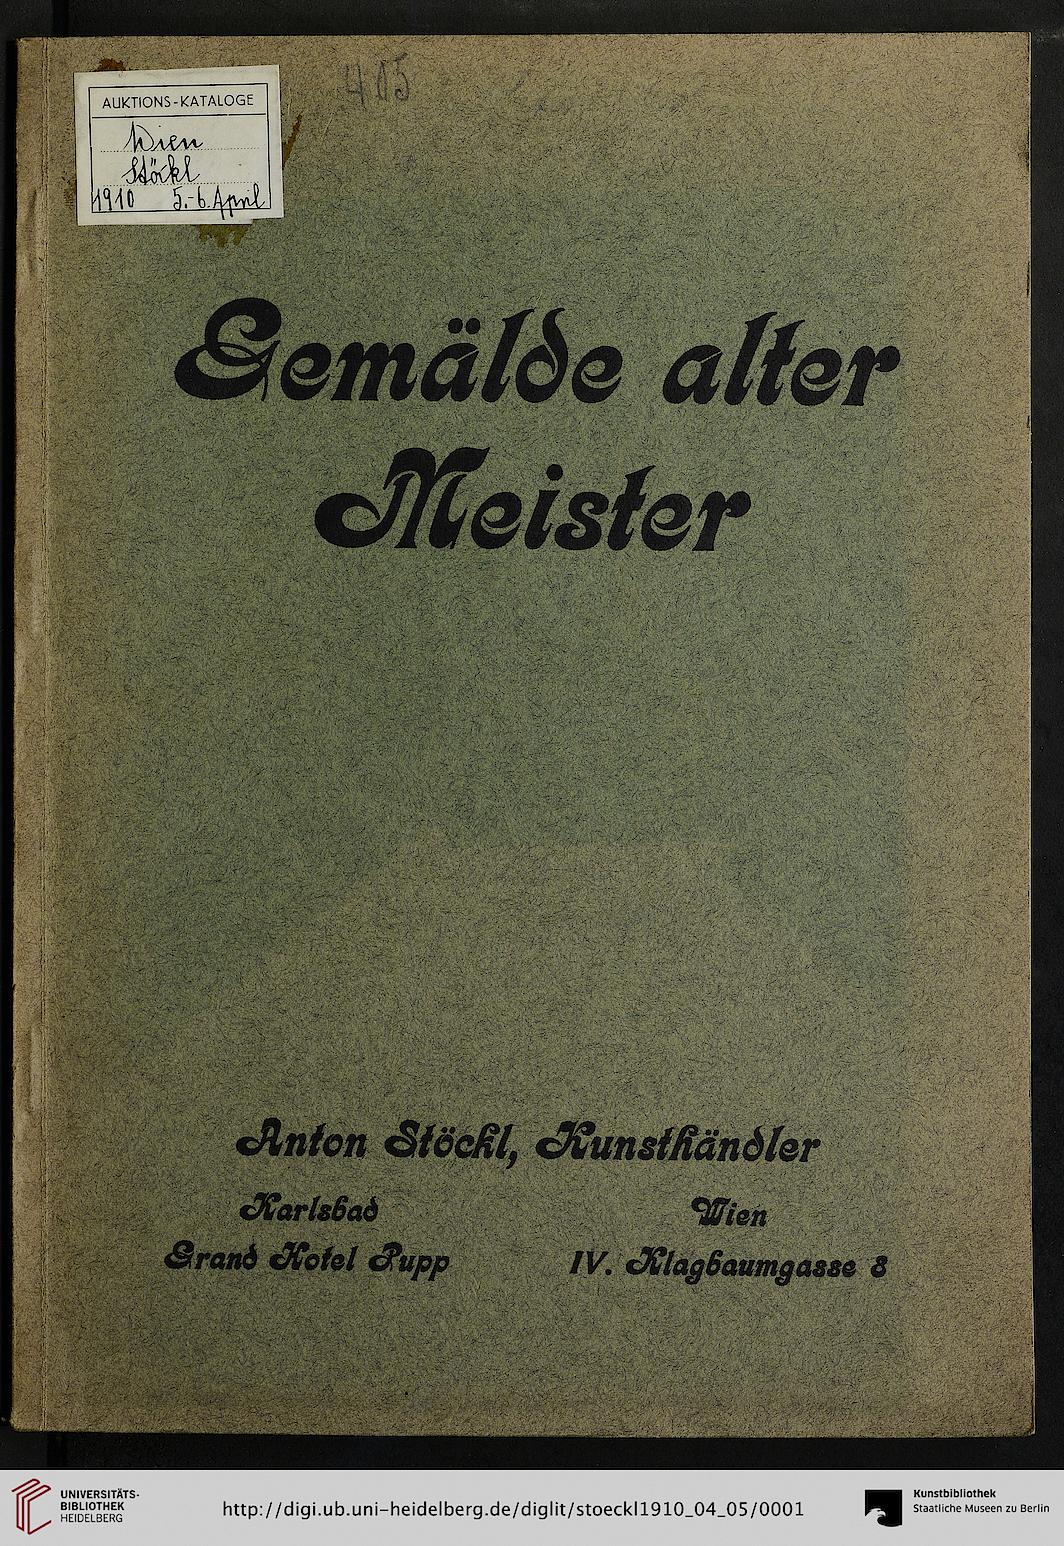 405
AUKTIONS-KATALOGE
Wien
Stöckl
1910 5.-6. April
Gemälde alter
Meister
Anton Stöckl, Kunsthändler
Karlsbad
Grand Hotel Pupp
Wien
IV. Klagbaumgasse 8
UNIVERSITÄTS-
BIBLIOTHEK
HEIDELBERG
http://digi.ub.uni-heidelberg.de/diglit/stoeckl1910_04_05/0001
Kunstbibliothek
Staatliche Museen zu Berlin